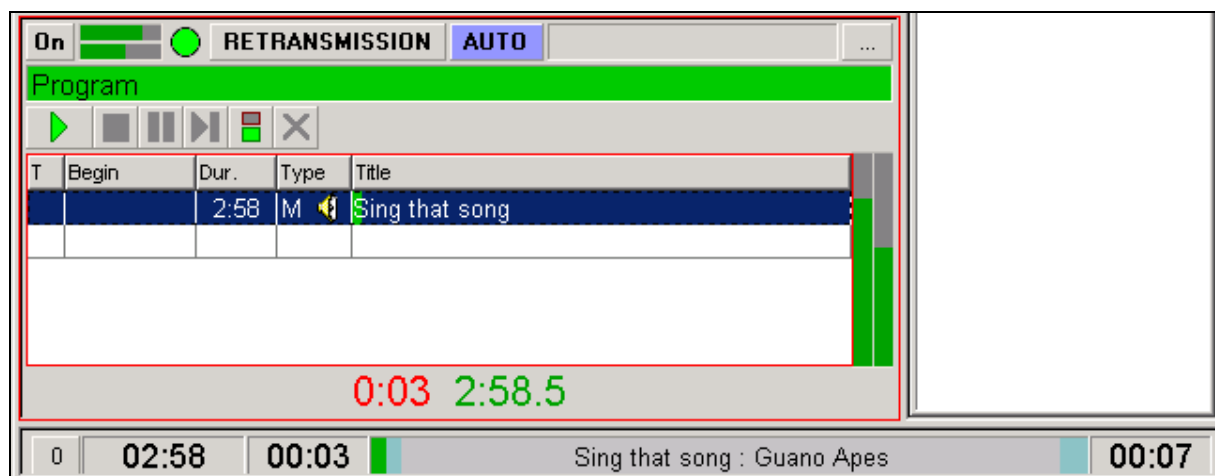 On RETRANSMISSION AUTO ...
Program
T Begin Dur. Type Title
2:58 M Sing that song
0:03 2:58.5
0 02:58 00:03 Sing that song : Guano Apes 00:07